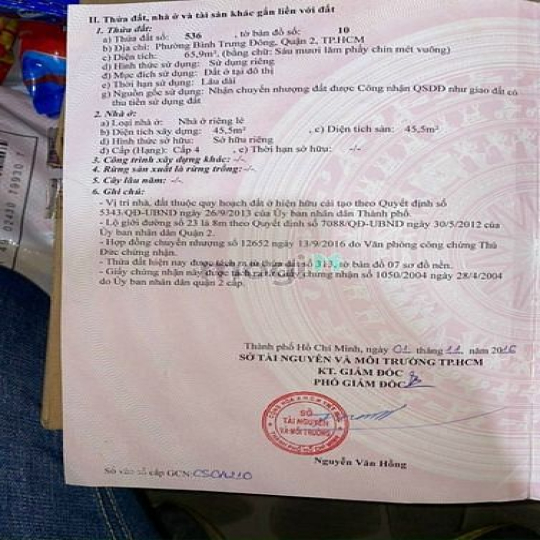 II. Thửa đất, nhà ở và tài sản khác gắn liền với đất
1. Thửa đất:
a) Thửa đất số: 536 , tờ bản đồ số: 10
b) Địa chỉ: Phường Bình Trưng Đông, Quận 2, TP.HCM
c) Diện tích: 65,9m², (bằng chữ: Sáu mươi lăm phẩy chín mét vuông)
d) Hình thức sử dụng: Sử dụng riêng
đ) Mục đích sử dụng: Đất ở tại đô thị
e) Thời hạn sử dụng: Lâu dài
g) Nguồn gốc sử dụng: Nhận chuyển nhượng đất được Công nhận QSDĐ như giao đất có
thu tiền sử dụng đất
2. Nhà ở:
a) Loại nhà ở: Nhà ở riêng lẻ
b) Diện tích xây dựng: 45,5m² , c) Diện tích sàn: 45,5m²
d) Hình thức sở hữu: Sở hữu riêng
đ) Cấp (Hạng): Cấp 4 , e) Thời hạn sở hữu: -/-
3. Công trình xây dựng khác: -/-
4. Rừng sản xuất là rừng trồng: -/-
5. Cây lâu năm: -/-
6. Ghi chú:
- Vị trí nhà, đất thuộc quy hoạch đất ở hiện hữu cải tạo theo Quyết định số
5343/QĐ-UBND ngày 26/9/2013 của Ủy ban nhân dân Thành phố.
- Lộ giới đường số 23 là 8m theo Quyết định số 7088/QĐ-UBND ngày 30/5/2012 của
Ủy ban nhân dân Quận 2.
- Hợp đồng chuyển nhượng số 12652 ngày 13/9/2016 do Văn phòng công chứng Thủ
Đức chứng nhận.
- Thửa đất hiện nay được tách ra từ thửa đất số 313, tờ bản đồ 07 sơ đồ nền.
- Giấy chứng nhận này được tách ra từ Giấy chứng nhận số 1050/2004 ngày 28/4/2004
do Ủy ban nhân dân quận 2 cấp.
Thành phố Hồ Chí Minh, ngày 01 tháng 11 năm 2016
SỞ TÀI NGUYÊN VÀ MÔI TRƯỜNG TP.HCM
KT. GIÁM ĐỐC
PHÓ GIÁM ĐỐC
SỞ
TÀI NGUYÊN
VÀ MÔI TRƯỜNG
Nguyễn Văn Hồng
Số vào sổ cấp GCN: